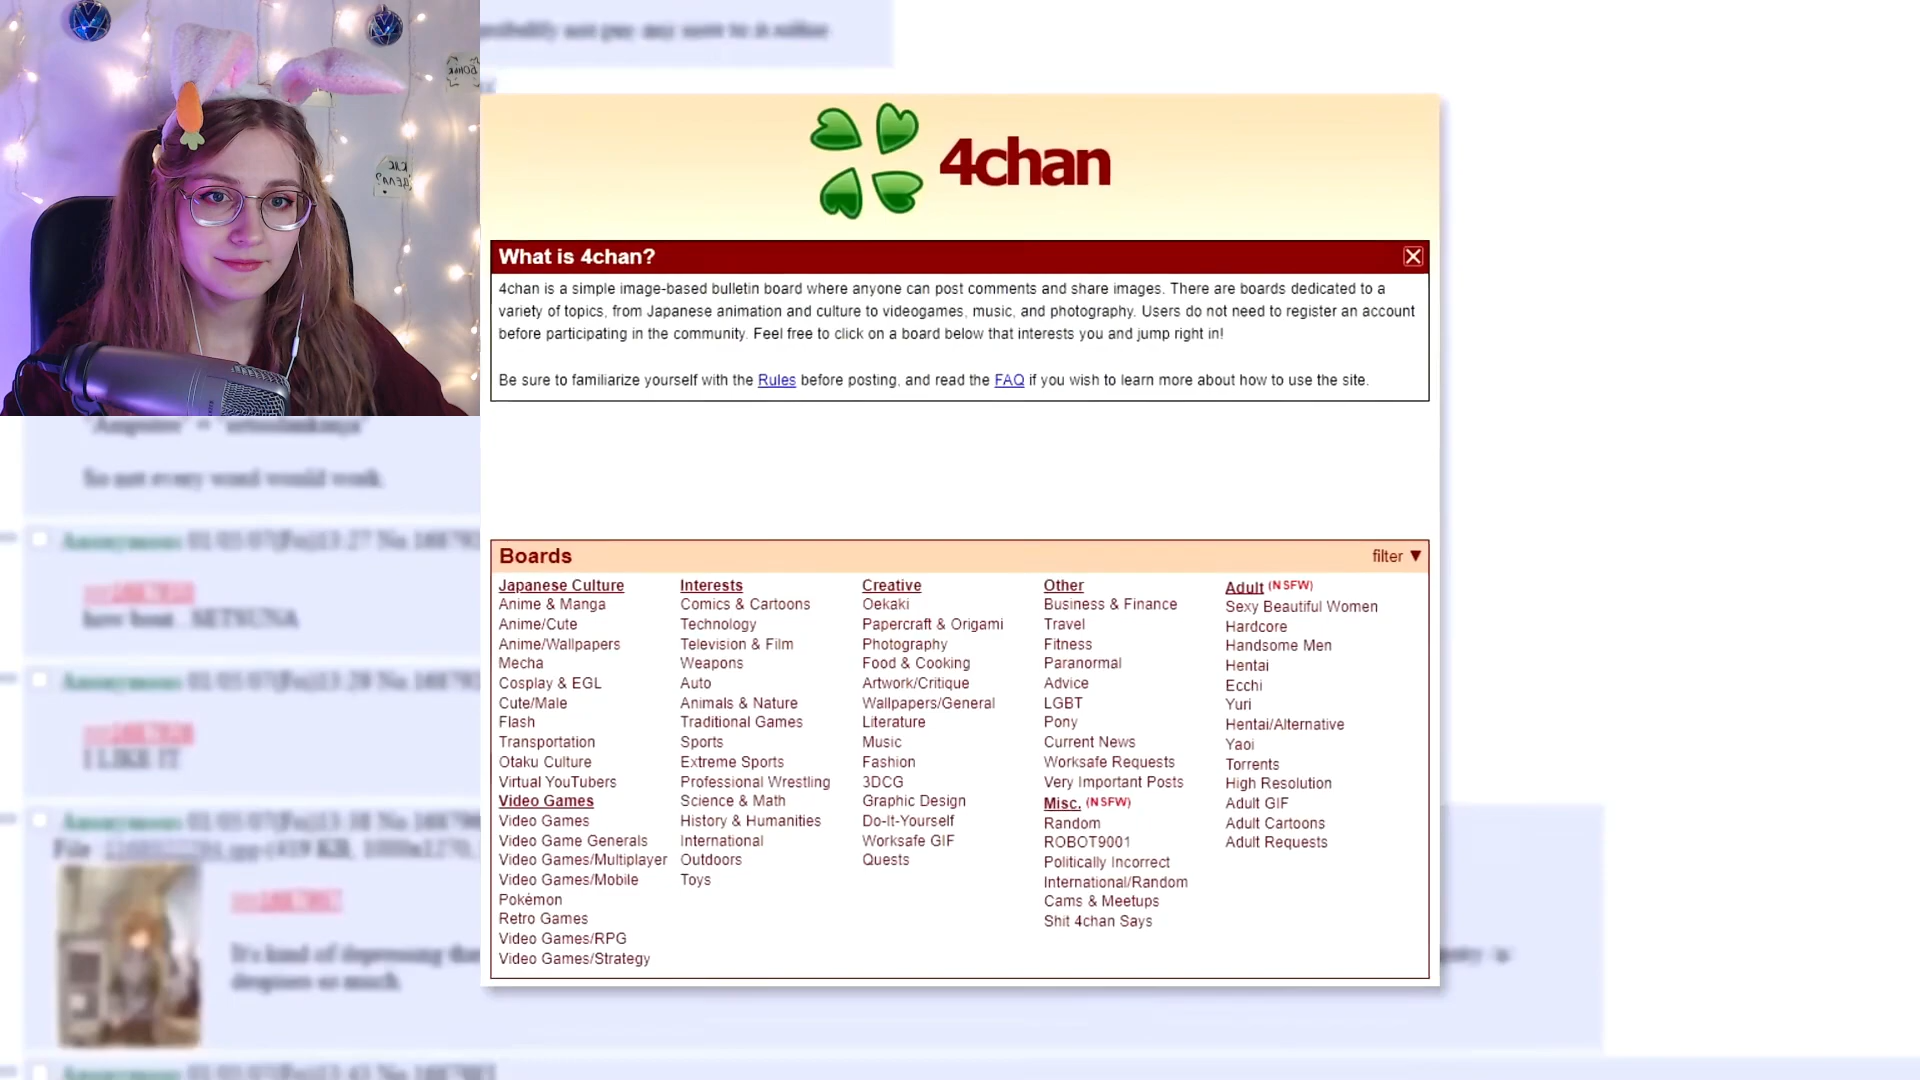 4chan
What is 4chan?
4chan is a simple image-based bulletin board where anyone can post comments and share images. There are boards dedicated to a
variety of topics, from Japanese animation and culture to videogames, music, and photography. Users do not need to register an account
before participating in the community. Feel free to click on a board below that interests you and jump right in!
Be sure to familiarize yourself with the Rules before posting, and read the FAQ if you wish to learn more about how to use the site.
So not every word would work.
I LIKE IT
Boards
filter ▼
Japanese Culture
Anime & Manga
Anime/Cute
Anime/Wallpapers
Mecha
Cosplay & EGL
Cute/Male
Flash
Transportation
Otaku Culture
Virtual YouTubers
Video Games
Video Games
Video Game Generals
Video Games/Multiplayer
Video Games/Mobile
Pokémon
Retro Games
Video Games/RPG
Video Games/Strategy
Interests
Comics & Cartoons
Technology
Television & Film
Weapons
Auto
Animals & Nature
Traditional Games
Sports
Extreme Sports
Professional Wrestling
Science & Math
History & Humanities
International
Outdoors
Toys
Creative
Oekaki
Papercraft & Origami
Photography
Food & Cooking
Artwork/Critique
Wallpapers/General
Literature
Music
Fashion
3DCG
Graphic Design
Do-It-Yourself
Worksafe GIF
Quests
Other
Business & Finance
Travel
Fitness
Paranormal
Advice
LGBT
Pony
Current News
Worksafe Requests
Very Important Posts
Misc. (NSFW)
Random
ROBOT9001
Politically Incorrect
International/Random
Cams & Meetups
Shit 4chan Says
Adult (NSFW)
Sexy Beautiful Women
Hardcore
Handsome Men
Hentai
Ecchi
Yuri
Hentai/Alternative
Yaoi
Torrents
High Resolution
Adult GIF
Adult Cartoons
Adult Requests